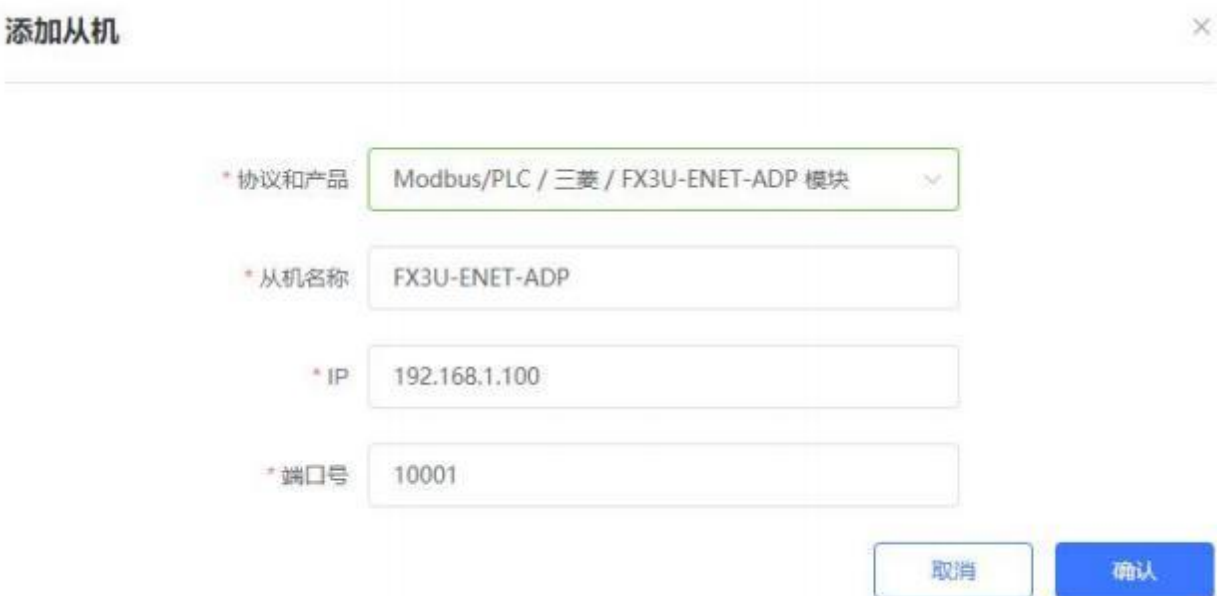 添加从机
* 协议和产品 Modbus/PLC / 三菱 / FX3U-ENET-ADP 模块
* 从机名称 FX3U-ENET-ADP
* IP 192.168.1.100
* 端口号 10001
取消 确认